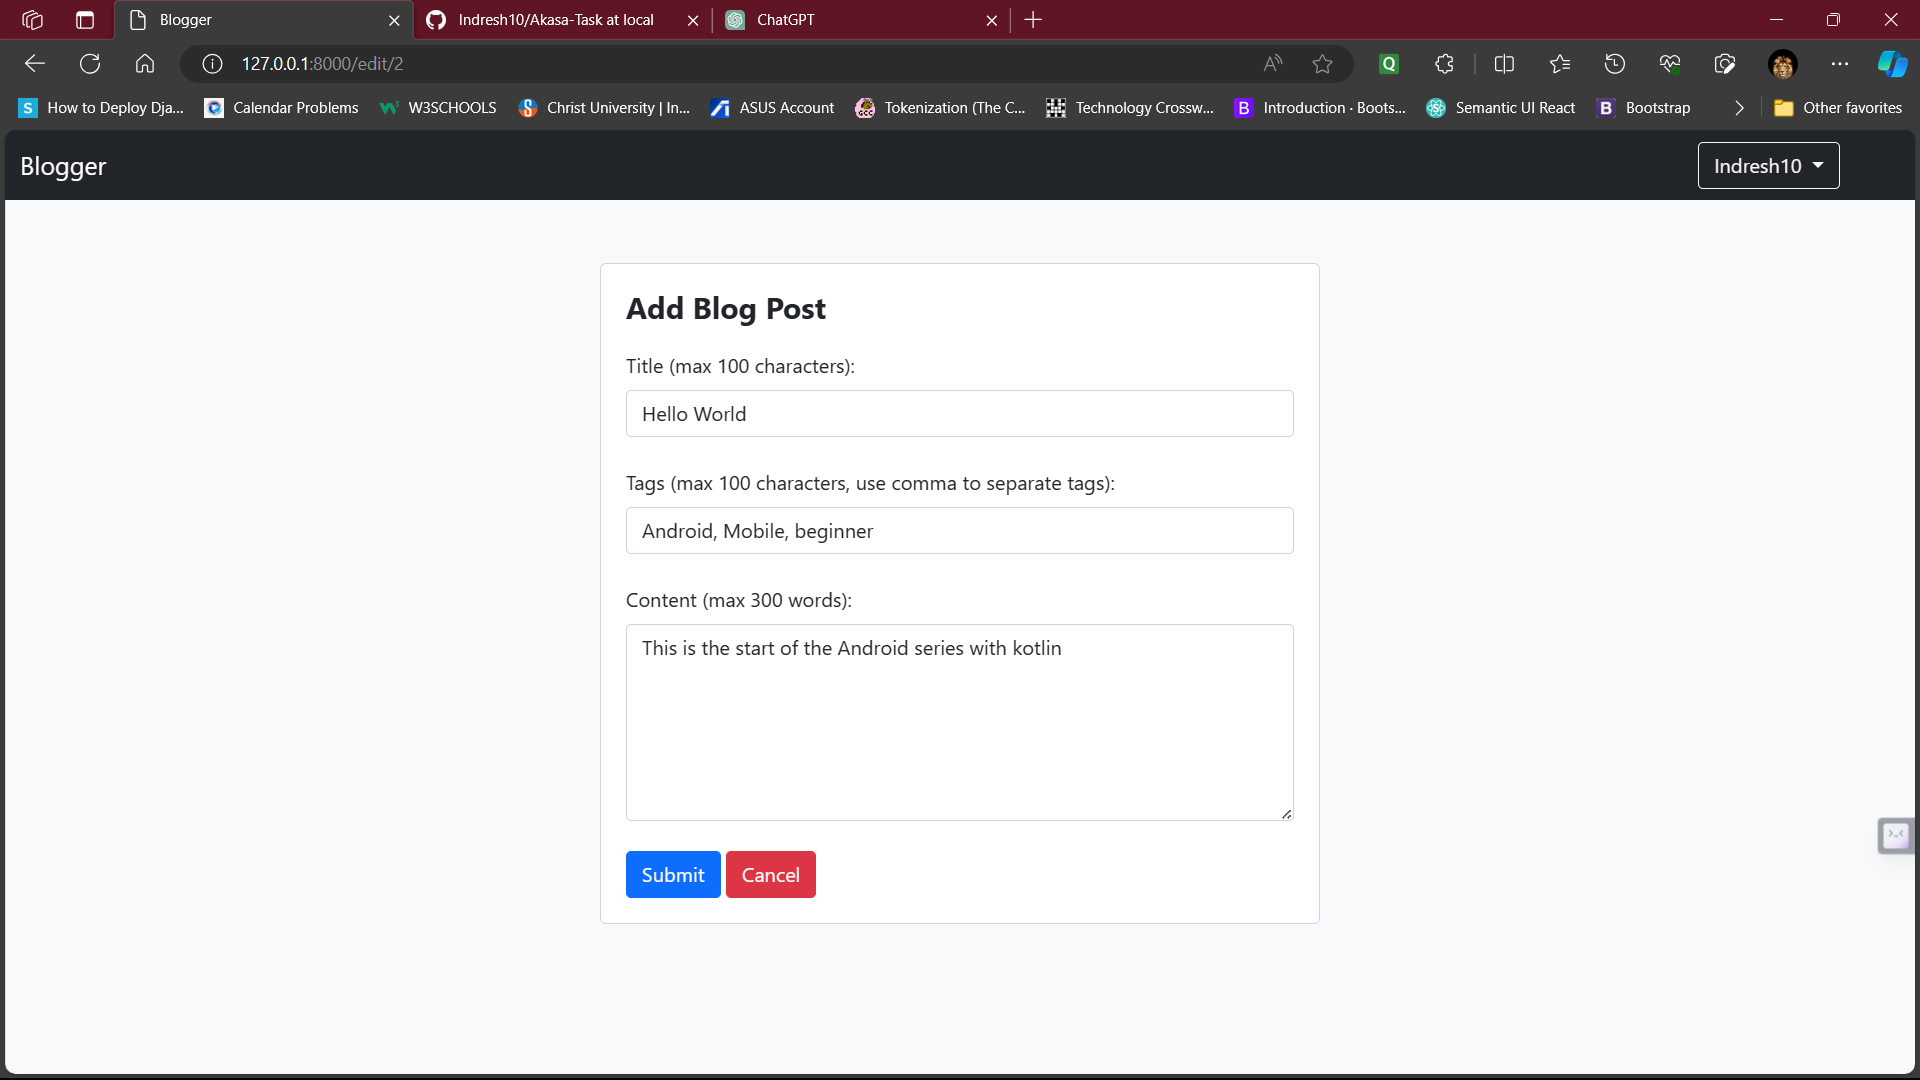 Blogger
Indresh10/Akasa-Task at local
ChatGPT
127.0.0.1:8000/edit/2
How to Deploy Dja...
Calendar Problems
W3SCHOOLS
Christ University | In...
ASUS Account
Tokenization (The C...
Technology Crossw...
Introduction · Boots...
Semantic UI React
Bootstrap
Other favorites
Blogger
Indresh10
Add Blog Post
Title (max 100 characters):
Hello World
Tags (max 100 characters, use comma to separate tags):
Android, Mobile, beginner
Content (max 300 words):
This is the start of the Android series with kotlin
Submit
Cancel